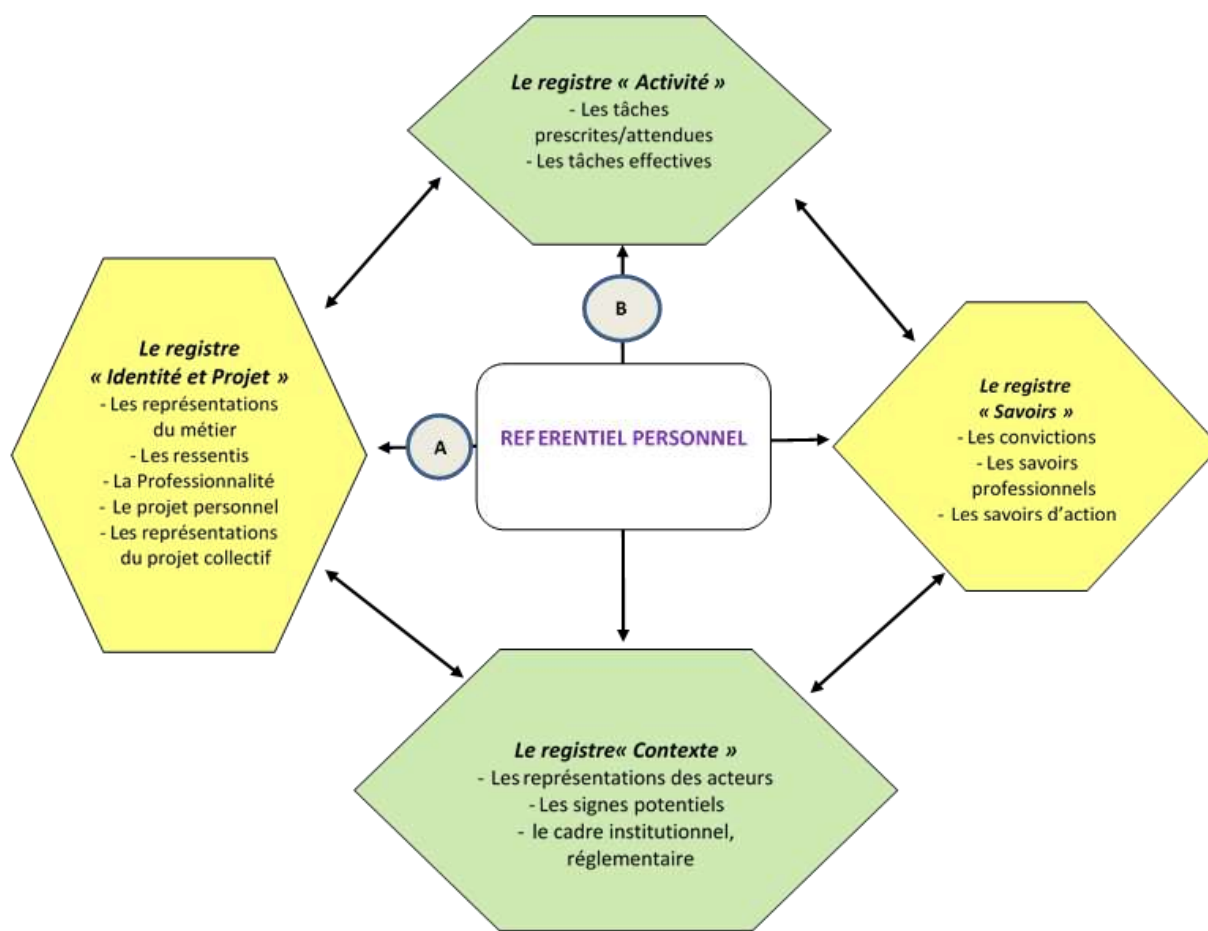 Le registre « Activité »
- Les tâches
prescrites/attendues
- Les tâches effectives
B
Le registre
« Identité et Projet »
- Les représentations
du métier
- Les ressentis
- La Professionnalité
- Le projet personnel
- Les représentations
du projet collectif
A
REFERENTIEL PERSONNEL
Le registre
« Savoirs »
- Les convictions
- Les savoirs
professionnels
- Les savoirs d'action
Le registre« Contexte »
- Les représentations des acteurs
- Les signes potentiels
- le cadre institutionnel,
réglementaire